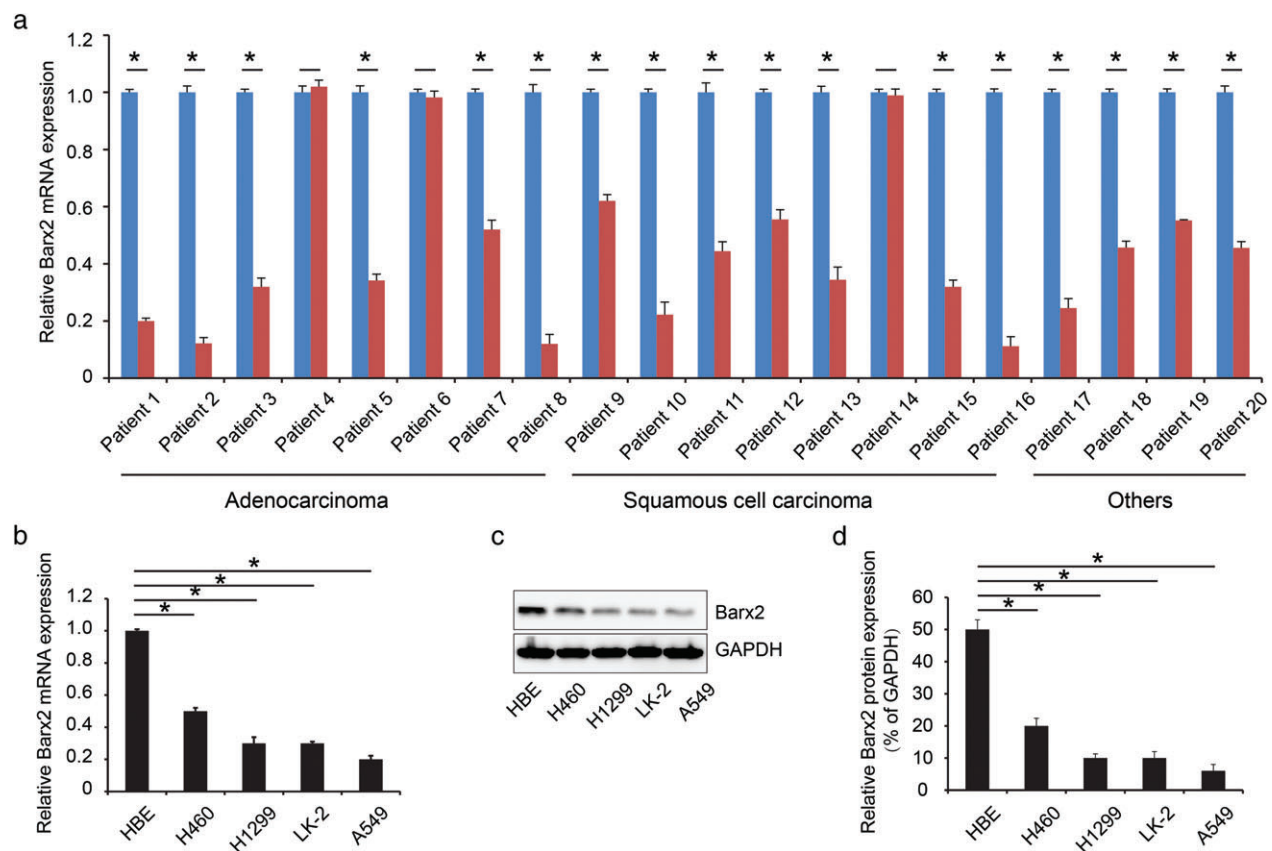 a
Relative Barx2 mRNA expression
1.2
1.0
0.8
0.6
0.4
0.2
0
* * * * * * * * * * * * * * * * *
Patient 1 Patient 2 Patient 3 Patient 4 Patient 5 Patient 6 Patient 7 Patient 8 Patient 9 Patient 10 Patient 11 Patient 12 Patient 13 Patient 14 Patient 15 Patient 16 Patient 17 Patient 18 Patient 19 Patient 20
Adenocarcinoma Squamous cell carcinoma Others
b
Relative Barx2 mRNA expression
*
*
*
*
1.0
0.8
0.6
0.4
0.2
0
HBE H460 H1299 LK-2 A549
c
Barx2
GAPDH
HBE H460 H1299 LK-2 A549
d
Relative Barx2 protein expression
(% of GAPDH)
*
*
*
*
60
50
40
30
20
10
0
HBE H460 H1299 LK-2 A549